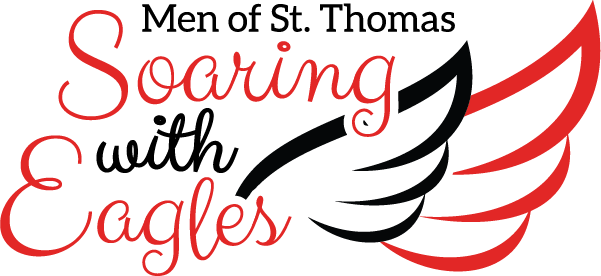 Men of St. Thomas
Soaring
with
Eagles